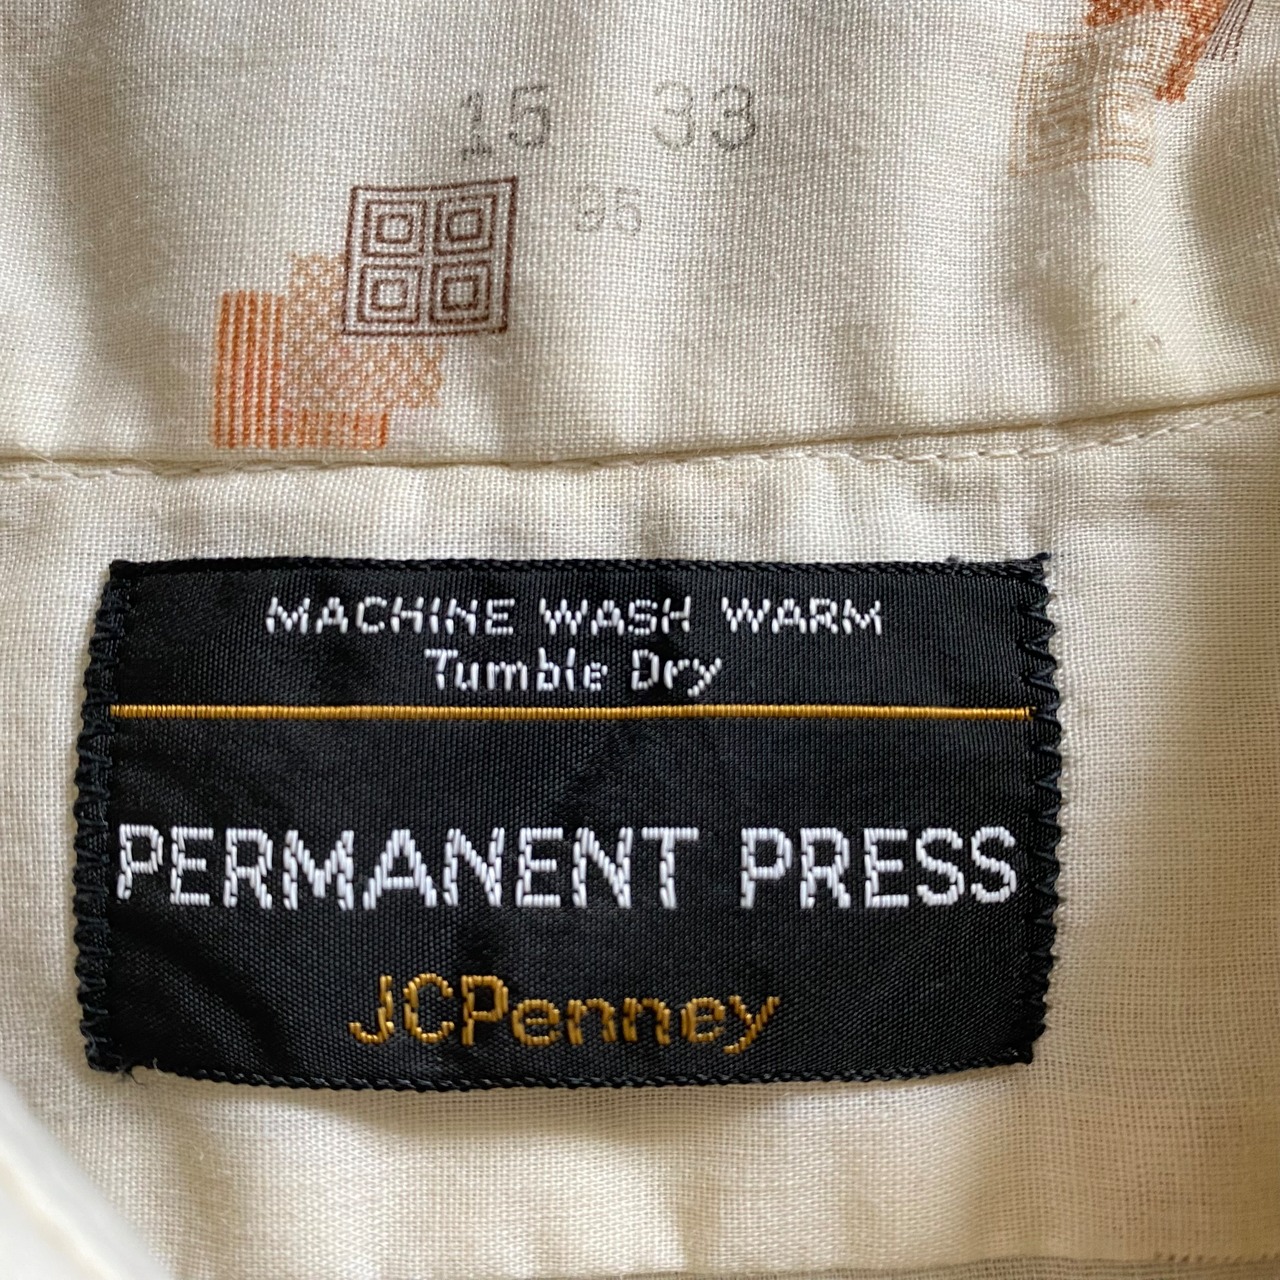 15 33
95
MACHINE WASH WARM
Tumble Dry
PERMANENT PRESS
JCPenney